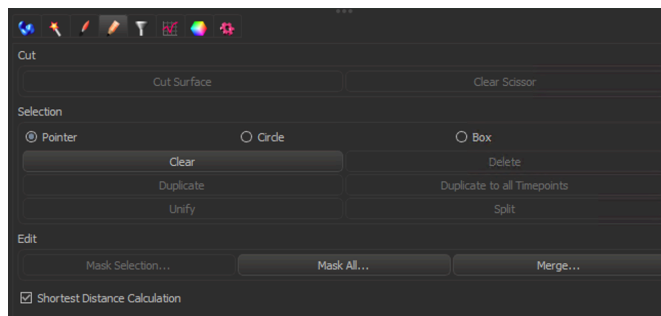 Cut
Cut Surface Clear Scissor
Selection
Pointer Circle Box
Clear Delete
Duplicate Duplicate to all Timepoints
Unify Split
Edit
Mask Selection... Mask All... Merge...
Shortest Distance Calculation